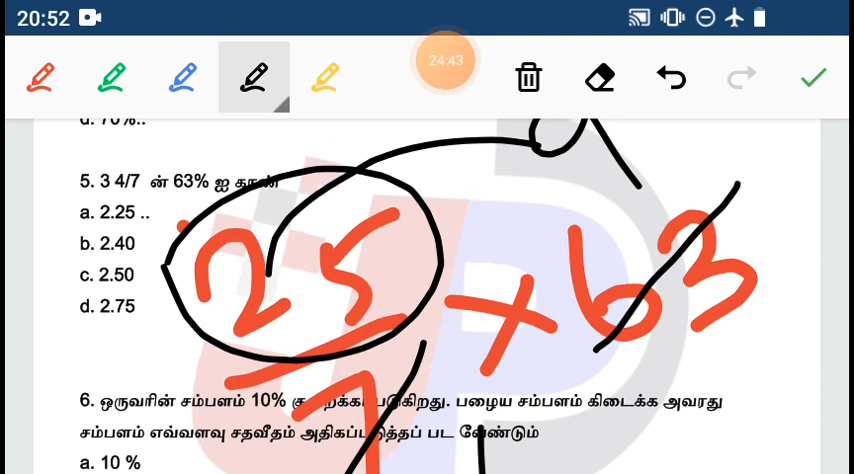 20:52
24:43
d. 70%..
5. 3 4/7 ன் 63% ஐ காண்
a. 2.25 ..
b. 2.40
c. 2.50
d. 2.75
25 × 63
7
6. ஒருவரின் சம்பளம் 10% குறைக்கப்படுகிறது. பழைய சம்பளம் கிடைக்க அவரது
சம்பளம் எவ்வளவு சதவீதம் அதிகப்படுத்தப் பட வேண்டும்
a. 10 %